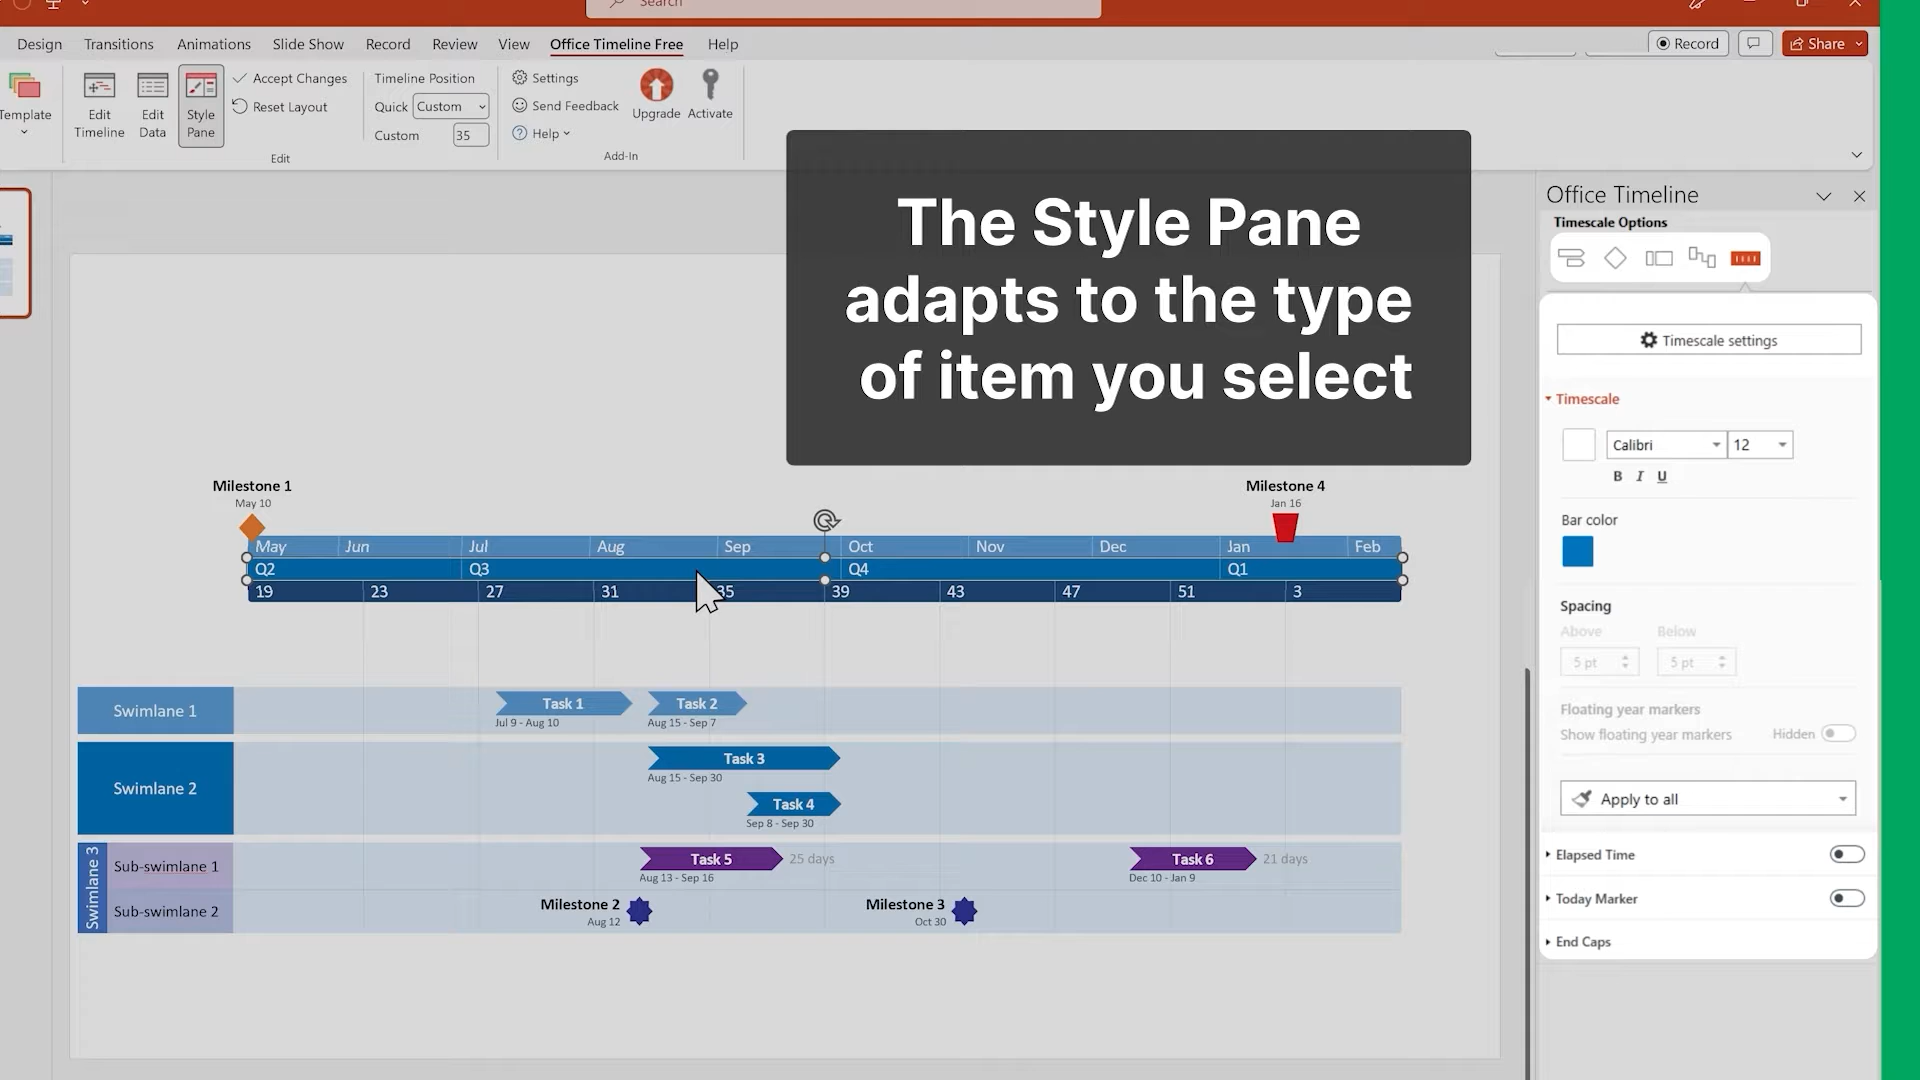 Search
Design Transitions Animations Slide Show Record Review View Office Timeline Free Help
Record Share
Template
Edit Timeline
Edit Data
Style Pane
Accept Changes
Reset Layout
Edit
Timeline Position
Quick Custom
Custom 35
Settings
Send Feedback
Help
Upgrade Activate
Add-In
The Style Pane
adapts to the type
of item you select
Office Timeline
Timescale Options
Timescale settings
Timescale
Calibri 12
B I U
Bar color
Spacing
Above Below
5 pt 5 pt
Floating year markers
Show floating year markers Hidden
Apply to all
Elapsed Time
Today Marker
End Caps
Milestone 1
May 10
Milestone 4
Jan 16
May Jun Jul Aug Sep Oct Nov Dec Jan Feb
Q2 Q3 Q4 Q1
19 23 27 31 35 39 43 47 51 3
Swimlane 1
Task 1
Jul 9 - Aug 10
Task 2
Aug 15 - Sep 7
Swimlane 2
Task 3
Aug 15 - Sep 30
Task 4
Sep 8 - Sep 30
Swimlane 3
Sub-swimlane 1
Task 5 25 days
Aug 13 - Sep 16
Task 6 21 days
Dec 10 - Jan 9
Sub-swimlane 2
Milestone 2
Aug 12
Milestone 3
Oct 30